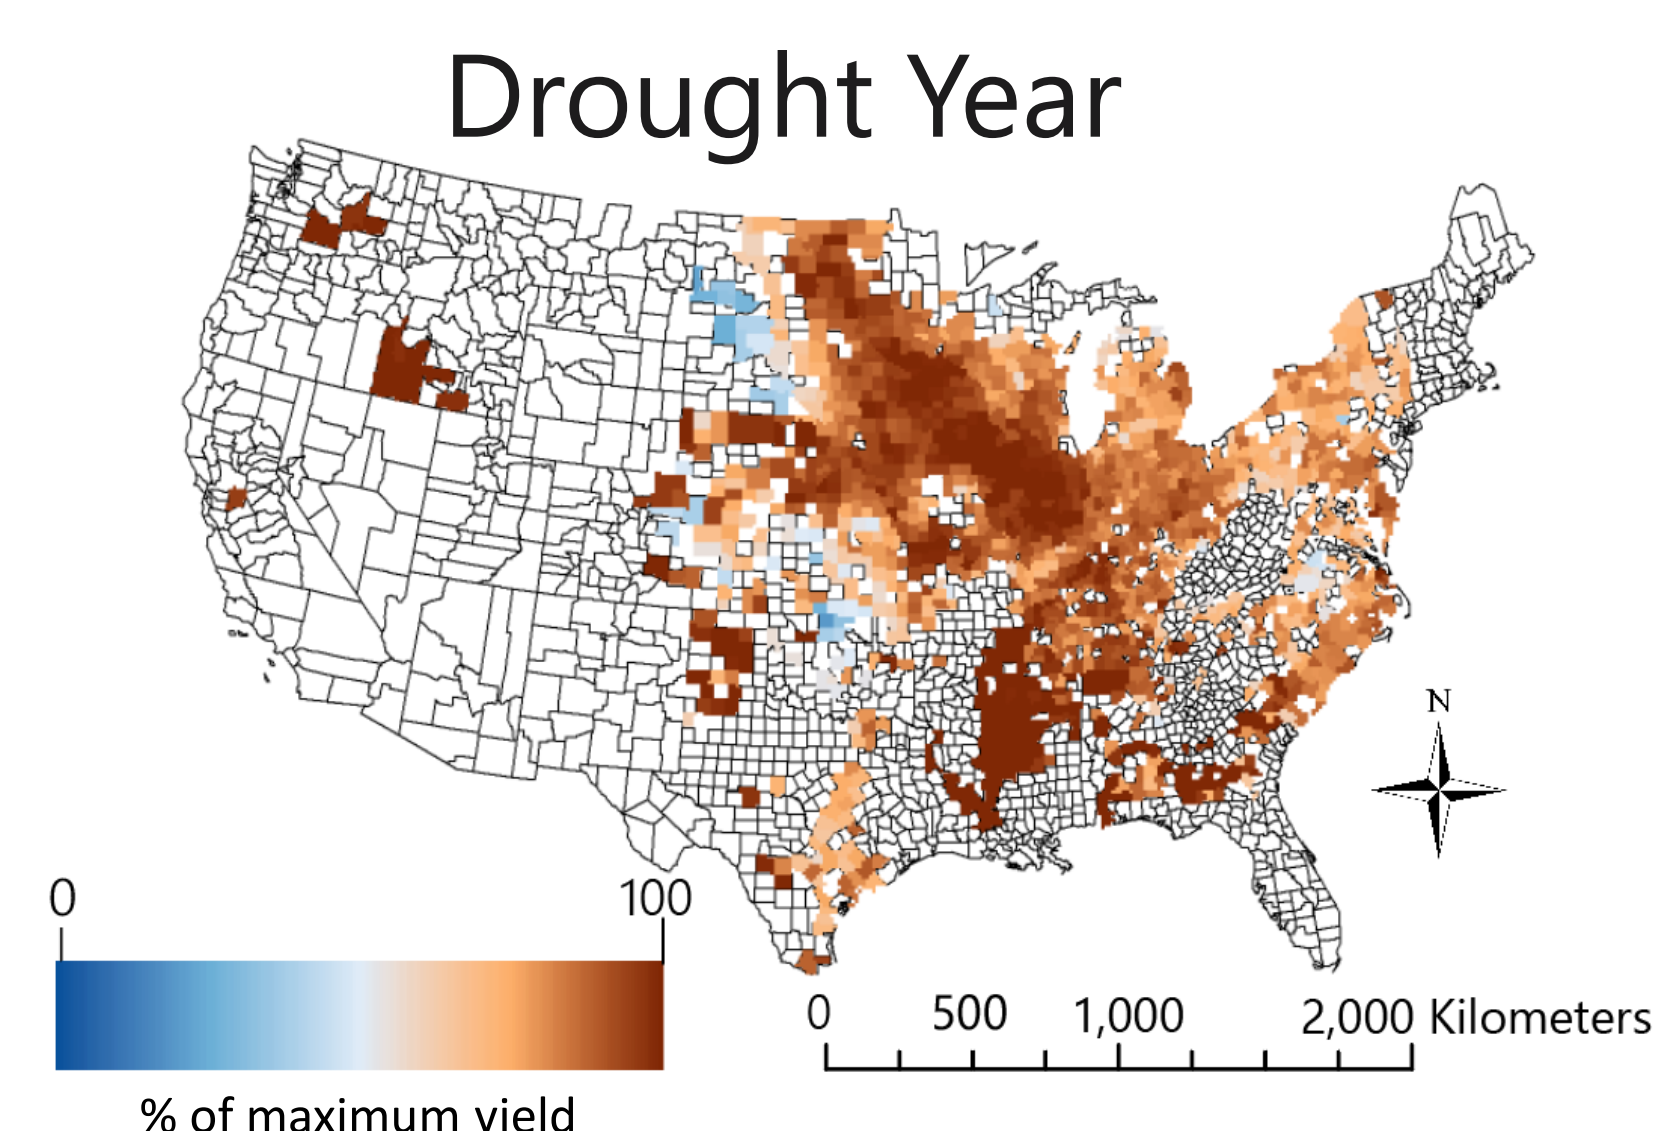 Drought Year
N
0 100
% of maximum yield
0 500 1,000 2,000 Kilometers